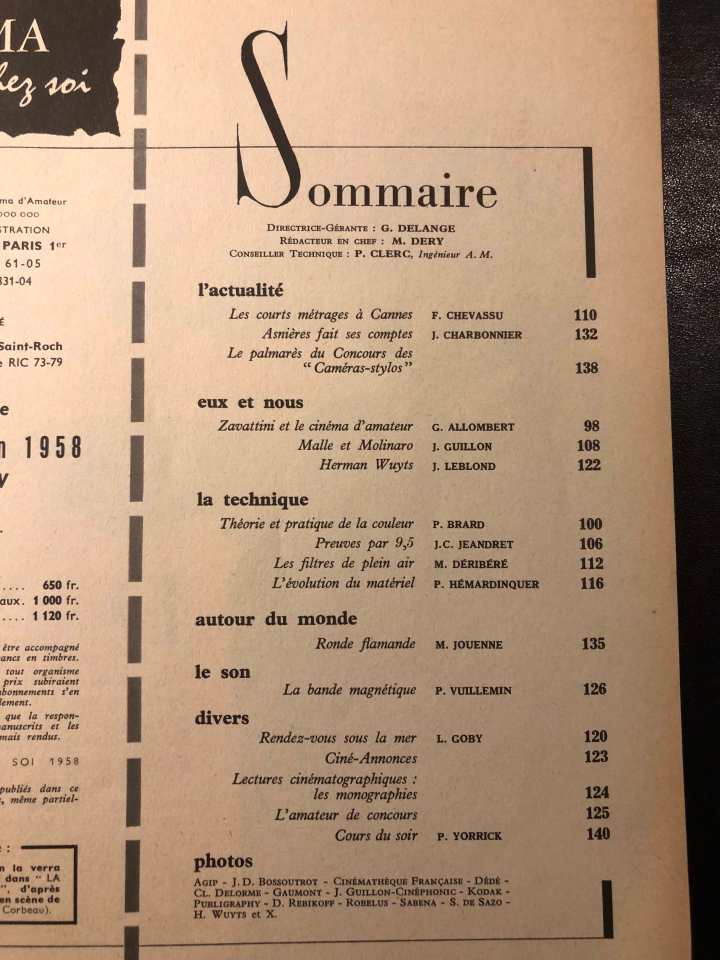 MA
hez soi
ma d'Amateur
000 000
STRATION
PARIS 1er
61-05
831-04
É
Saint-Roch
e RIC 73-79
e
n 1958
.... 650 fr.
aux. 1 000 fr.
.... 1 120 fr.
être accompagné
ancs en timbres.
tout organisme
prix subiraient
bonnements s'en
lement.
que la respon-
anuscrits et les
mais rendus.
SOI 1958
publiés dans ce
, même partiel-
e :
n la verra
dans " LA
", d'après
en scène de
Corbeau).
Sommaire
Directrice-Gérante : G. DELANGE
Rédacteur en chef : M. DERY
Conseiller Technique : P. CLERC, Ingénieur A. M.
l'actualité
Les courts métrages à Cannes F. CHEVASSU 110
Asnières fait ses comptes J. CHARBONNIER 132
Le palmarès du Concours des
"Caméras-stylos" 138
eux et nous
Zavattini et le cinéma d'amateur G. ALLOMBERT 98
Malle et Molinaro J. GUILLON 108
Herman Wuyts J. LEBLOND 122
la technique
Théorie et pratique de la couleur P. BRARD 100
Preuves par 9,5 J.C. JEANDRET 106
Les filtres de plein air M. DÉRIBÉRÉ 112
L'évolution du matériel P. HÉMARDINQUER 116
autour du monde
Ronde flamande M. JOUENNE 135
le son
La bande magnétique P. VUILLEMIN 126
divers
Rendez-vous sous la mer L. GOBY 120
Ciné-Annonces 123
Lectures cinématographiques :
les monographies 124
L'amateur de concours 125
Cours du soir P. YORRICK 140
photos
Agip - J. D. Bossoutrot - Cinémathèque Française - Dédé -
Cl. Delorme - Gaumont - J. Guillon-Cinéphonic - Kodak -
Publigraphy - D. Rebikoff - Robelus - Sabena - S. de Sazo -
H. Wuyts et X.